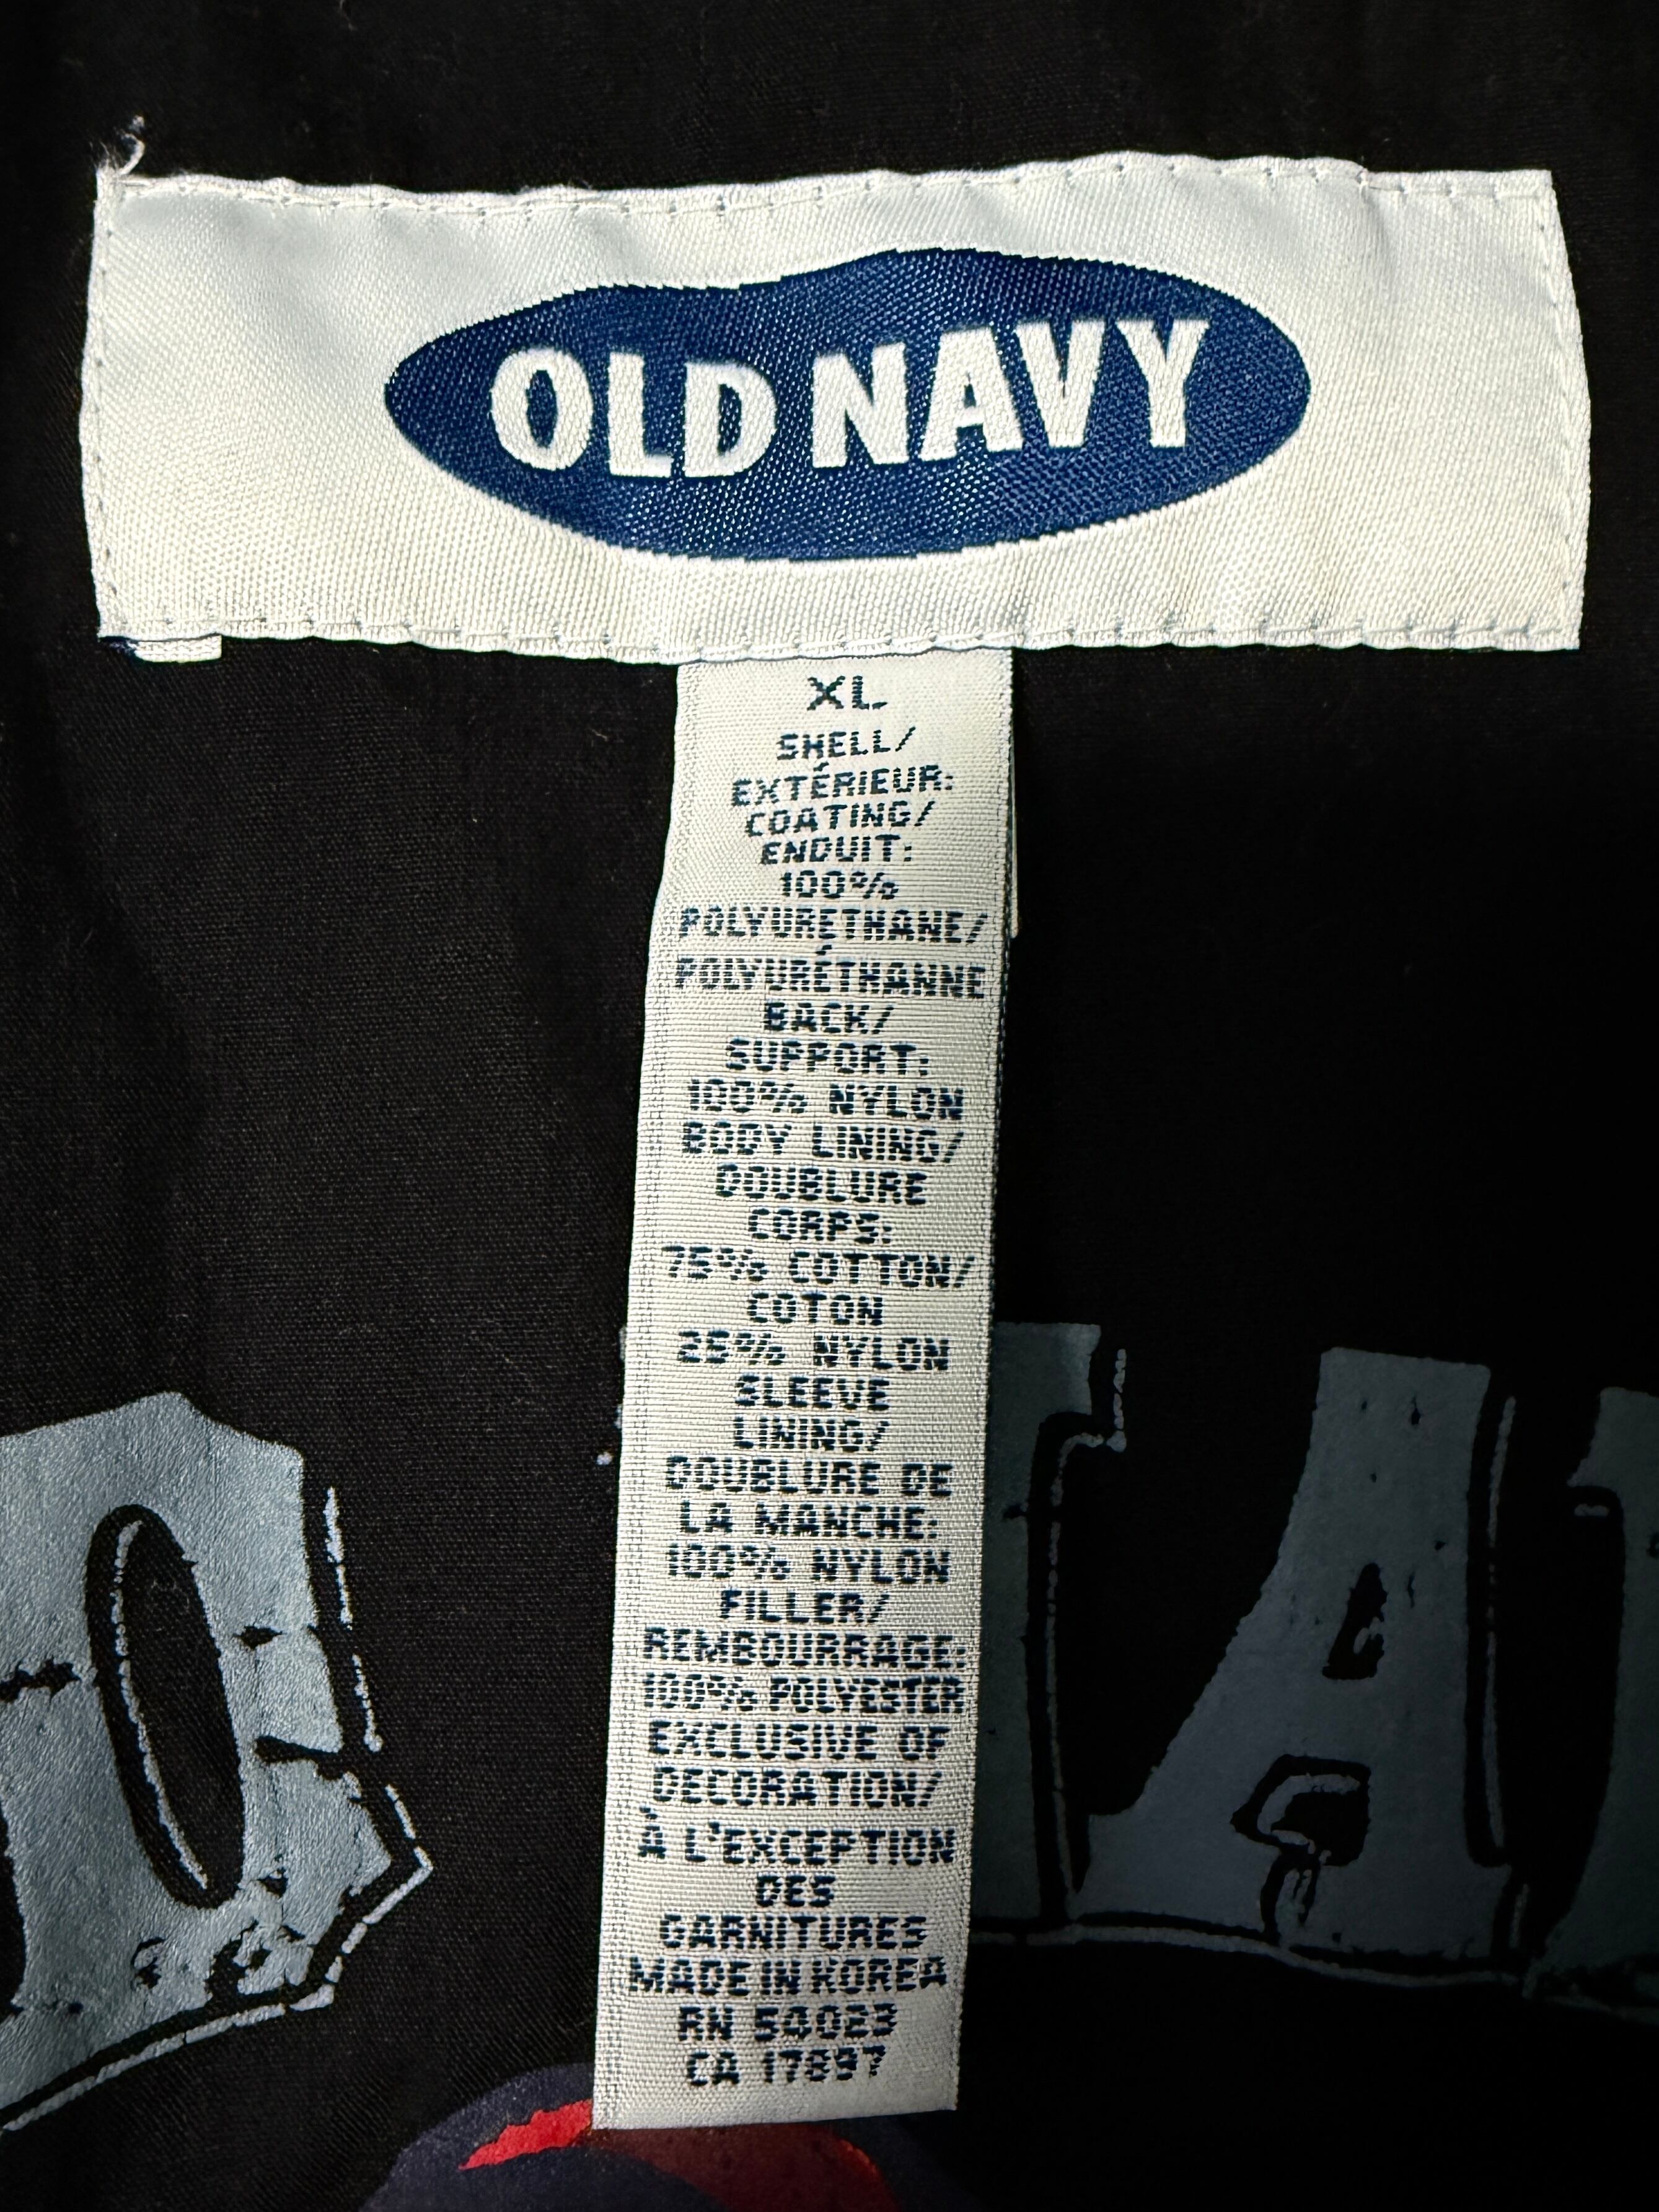 OLD NAVY
XL
SHELL/
EXTÉRIEUR:
COATING/
ENDUIT:
100%
POLYURETHANE/
POLYURÉTHANNE
BACK/
SUPPORT:
100% NYLON
BODY LINING/
DOUBLURE
CORPS:
75% COTTON/
COTON
25% NYLON
SLEEVE
LINING/
DOUBLURE DE
LA MANCHE:
100% NYLON
FILLER/
REMBOURRAGE:
100% POLYESTER
EXCLUSIVE OF
DECORATION/
À L'EXCEPTION
DES
GARNITURES
MADE IN KOREA
RN 54023
CA 17897